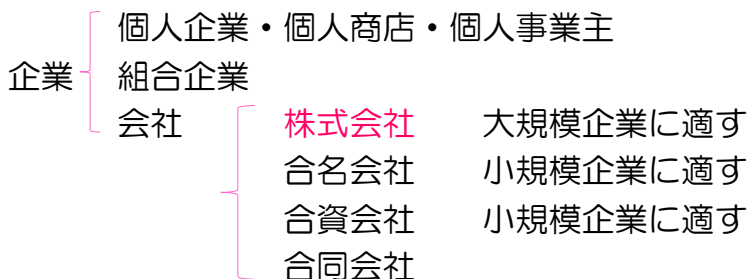 個人企業・個人商店・個人事業主
企業 組合企業
会社 株式会社 大規模企業に適す
合名会社 小規模企業に適す
合資会社 小規模企業に適す
合同会社